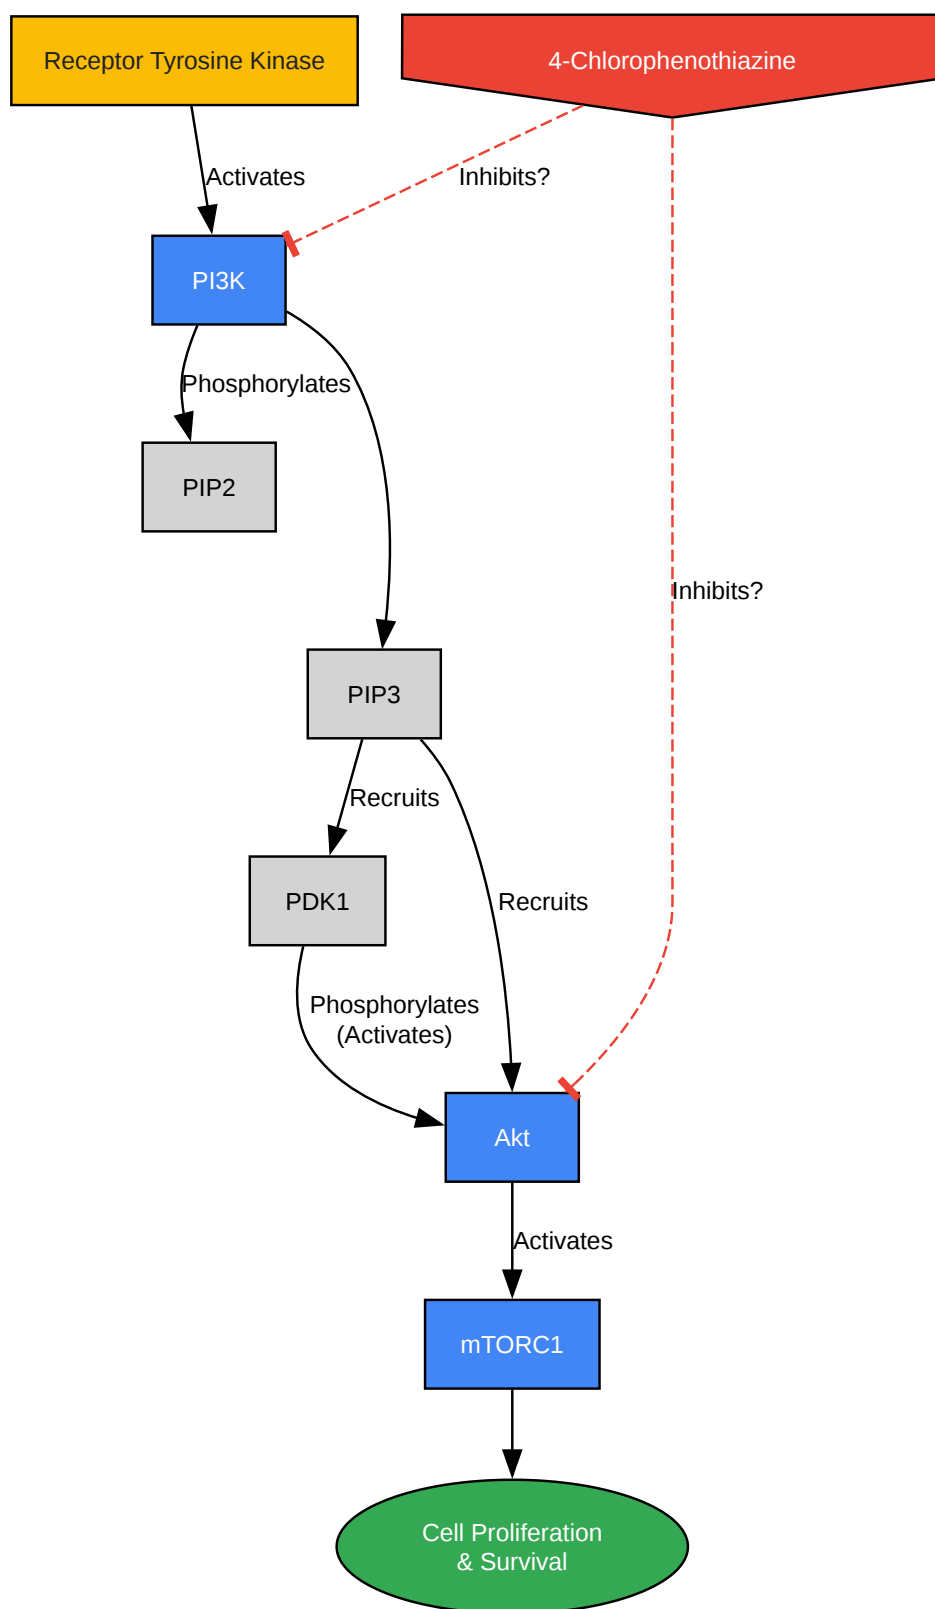 Receptor Tyrosine Kinase
4-Chlorophenothiazine
Activates
Inhibits?
PI3K
Phosphorylates
PIP2
Inhibits?
PIP3
Recruits
PDK1
Recruits
Phosphorylates
(Activates)
Akt
Activates
mTORC1
Cell Proliferation
& Survival